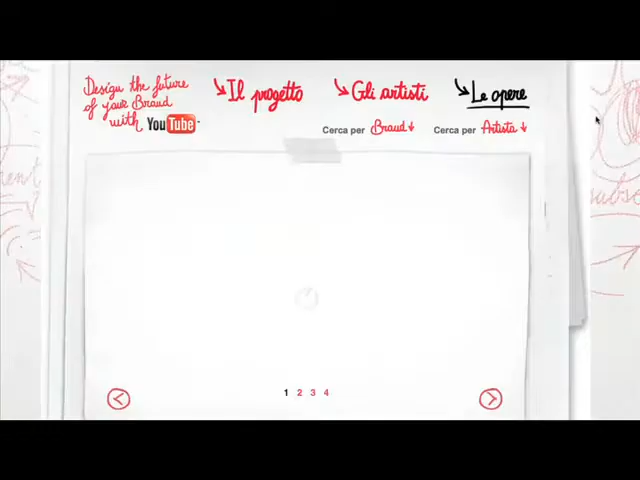 Design the future
of your Brand
with YouTube
Il progetto
Gli artisti
Le opere
Cerca per Brand
Cerca per Artista
1 2 3 4